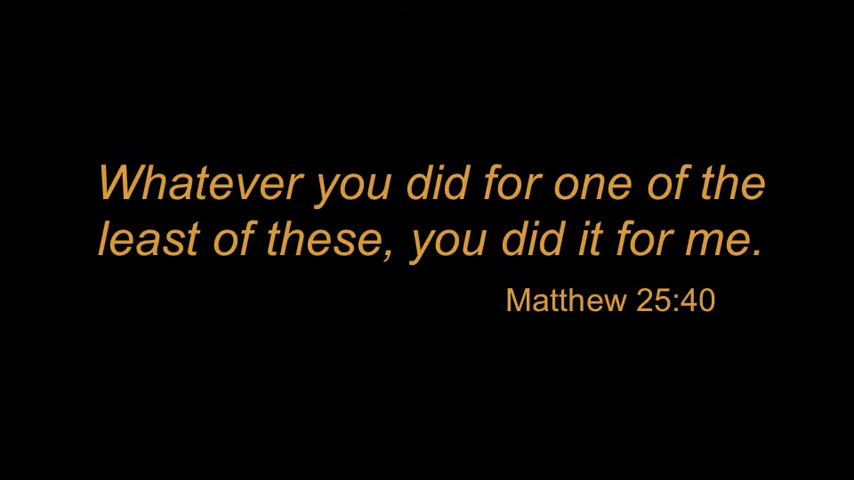 Whatever you did for one of the
least of these, you did it for me.
Matthew 25:40